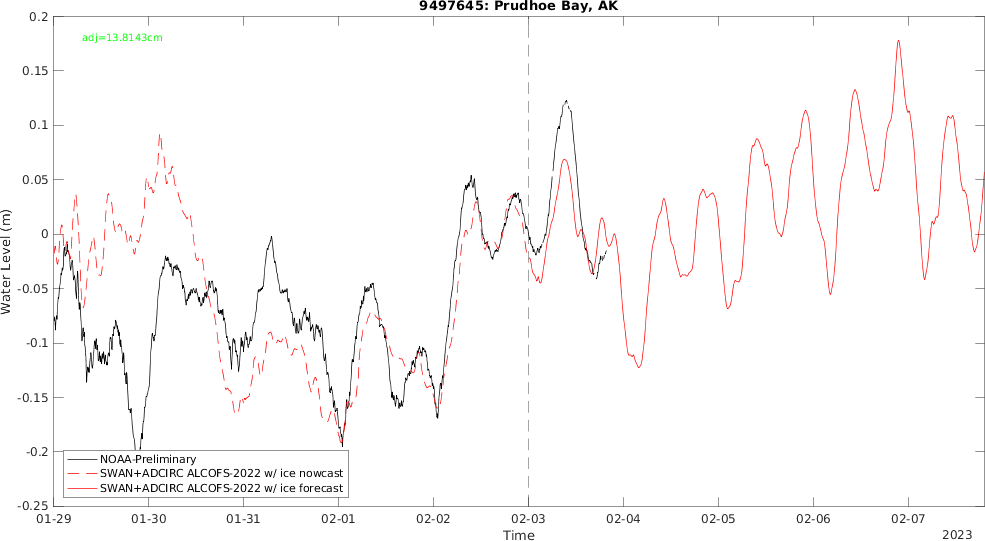 9497645: Prudhoe Bay, AK
adj=13.8143cm
0.2
0.15
0.1
0.05
0
-0.05
-0.1
-0.15
-0.2
-0.25
Water Level (m)
NOAA-Preliminary
SWAN+ADCIRC ALCOFS-2022 w/ ice nowcast
SWAN+ADCIRC ALCOFS-2022 w/ ice forecast
01-29 01-30 01-31 02-01 02-02 02-03 02-04 02-05 02-06 02-07
Time
2023